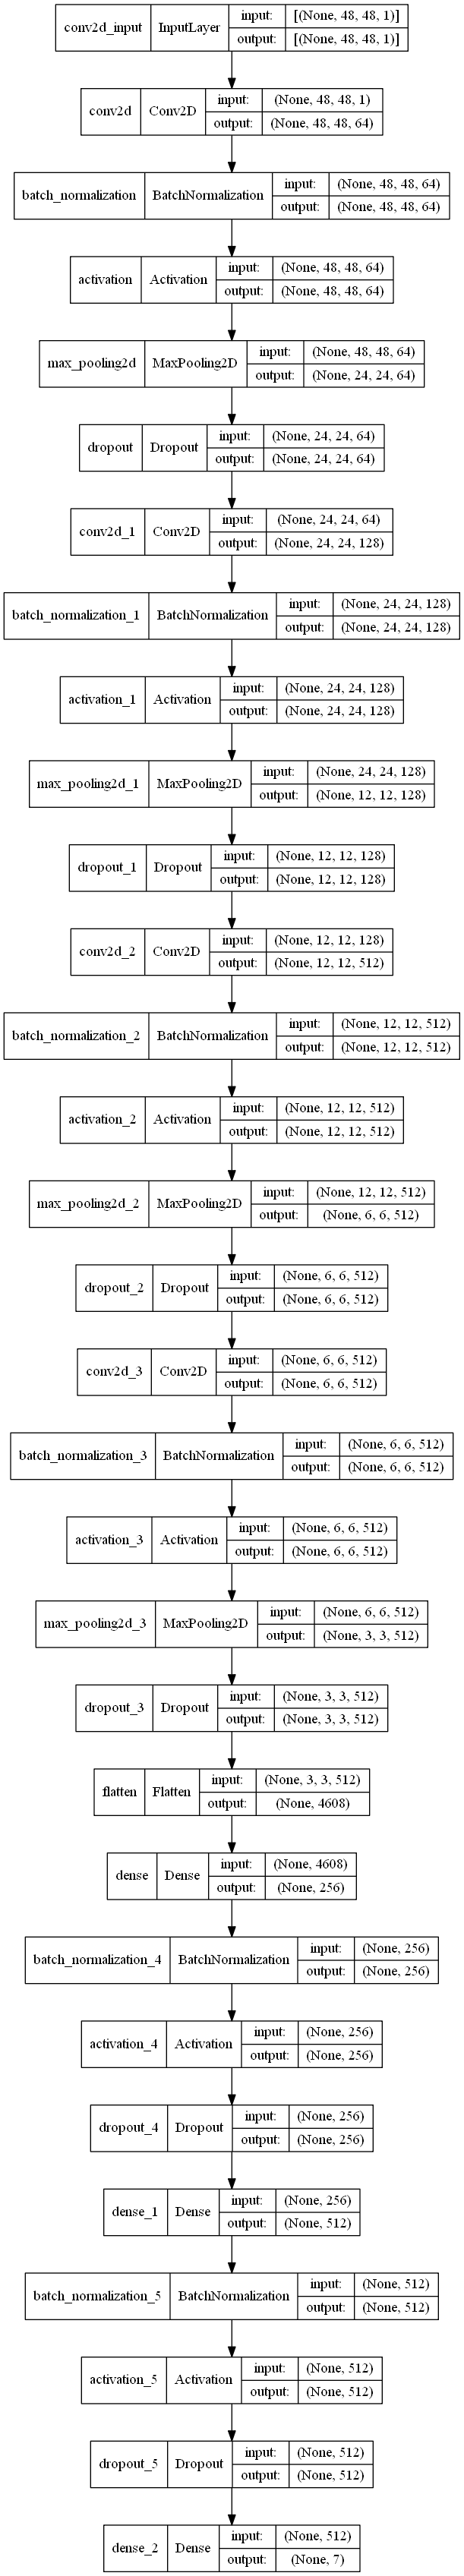 conv2d_input InputLayer input: [(None, 48, 48, 1)]
output: [(None, 48, 48, 1)]
conv2d Conv2D input: (None, 48, 48, 1)
output: (None, 48, 48, 64)
batch_normalization BatchNormalization input: (None, 48, 48, 64)
output: (None, 48, 48, 64)
activation Activation input: (None, 48, 48, 64)
output: (None, 48, 48, 64)
max_pooling2d MaxPooling2D input: (None, 48, 48, 64)
output: (None, 24, 24, 64)
dropout Dropout input: (None, 24, 24, 64)
output: (None, 24, 24, 64)
conv2d_1 Conv2D input: (None, 24, 24, 64)
output: (None, 24, 24, 128)
batch_normalization_1 BatchNormalization input: (None, 24, 24, 128)
output: (None, 24, 24, 128)
activation_1 Activation input: (None, 24, 24, 128)
output: (None, 24, 24, 128)
max_pooling2d_1 MaxPooling2D input: (None, 24, 24, 128)
output: (None, 12, 12, 128)
dropout_1 Dropout input: (None, 12, 12, 128)
output: (None, 12, 12, 128)
conv2d_2 Conv2D input: (None, 12, 12, 128)
output: (None, 12, 12, 512)
batch_normalization_2 BatchNormalization input: (None, 12, 12, 512)
output: (None, 12, 12, 512)
activation_2 Activation input: (None, 12, 12, 512)
output: (None, 12, 12, 512)
max_pooling2d_2 MaxPooling2D input: (None, 12, 12, 512)
output: (None, 6, 6, 512)
dropout_2 Dropout input: (None, 6, 6, 512)
output: (None, 6, 6, 512)
conv2d_3 Conv2D input: (None, 6, 6, 512)
output: (None, 6, 6, 512)
batch_normalization_3 BatchNormalization input: (None, 6, 6, 512)
output: (None, 6, 6, 512)
activation_3 Activation input: (None, 6, 6, 512)
output: (None, 6, 6, 512)
max_pooling2d_3 MaxPooling2D input: (None, 6, 6, 512)
output: (None, 3, 3, 512)
dropout_3 Dropout input: (None, 3, 3, 512)
output: (None, 3, 3, 512)
flatten Flatten input: (None, 3, 3, 512)
output: (None, 4608)
dense Dense input: (None, 4608)
output: (None, 256)
batch_normalization_4 BatchNormalization input: (None, 256)
output: (None, 256)
activation_4 Activation input: (None, 256)
output: (None, 256)
dropout_4 Dropout input: (None, 256)
output: (None, 256)
dense_1 Dense input: (None, 256)
output: (None, 512)
batch_normalization_5 BatchNormalization input: (None, 512)
output: (None, 512)
activation_5 Activation input: (None, 512)
output: (None, 512)
dropout_5 Dropout input: (None, 512)
output: (None, 512)
dense_2 Dense input: (None, 512)
output: (None, 7)